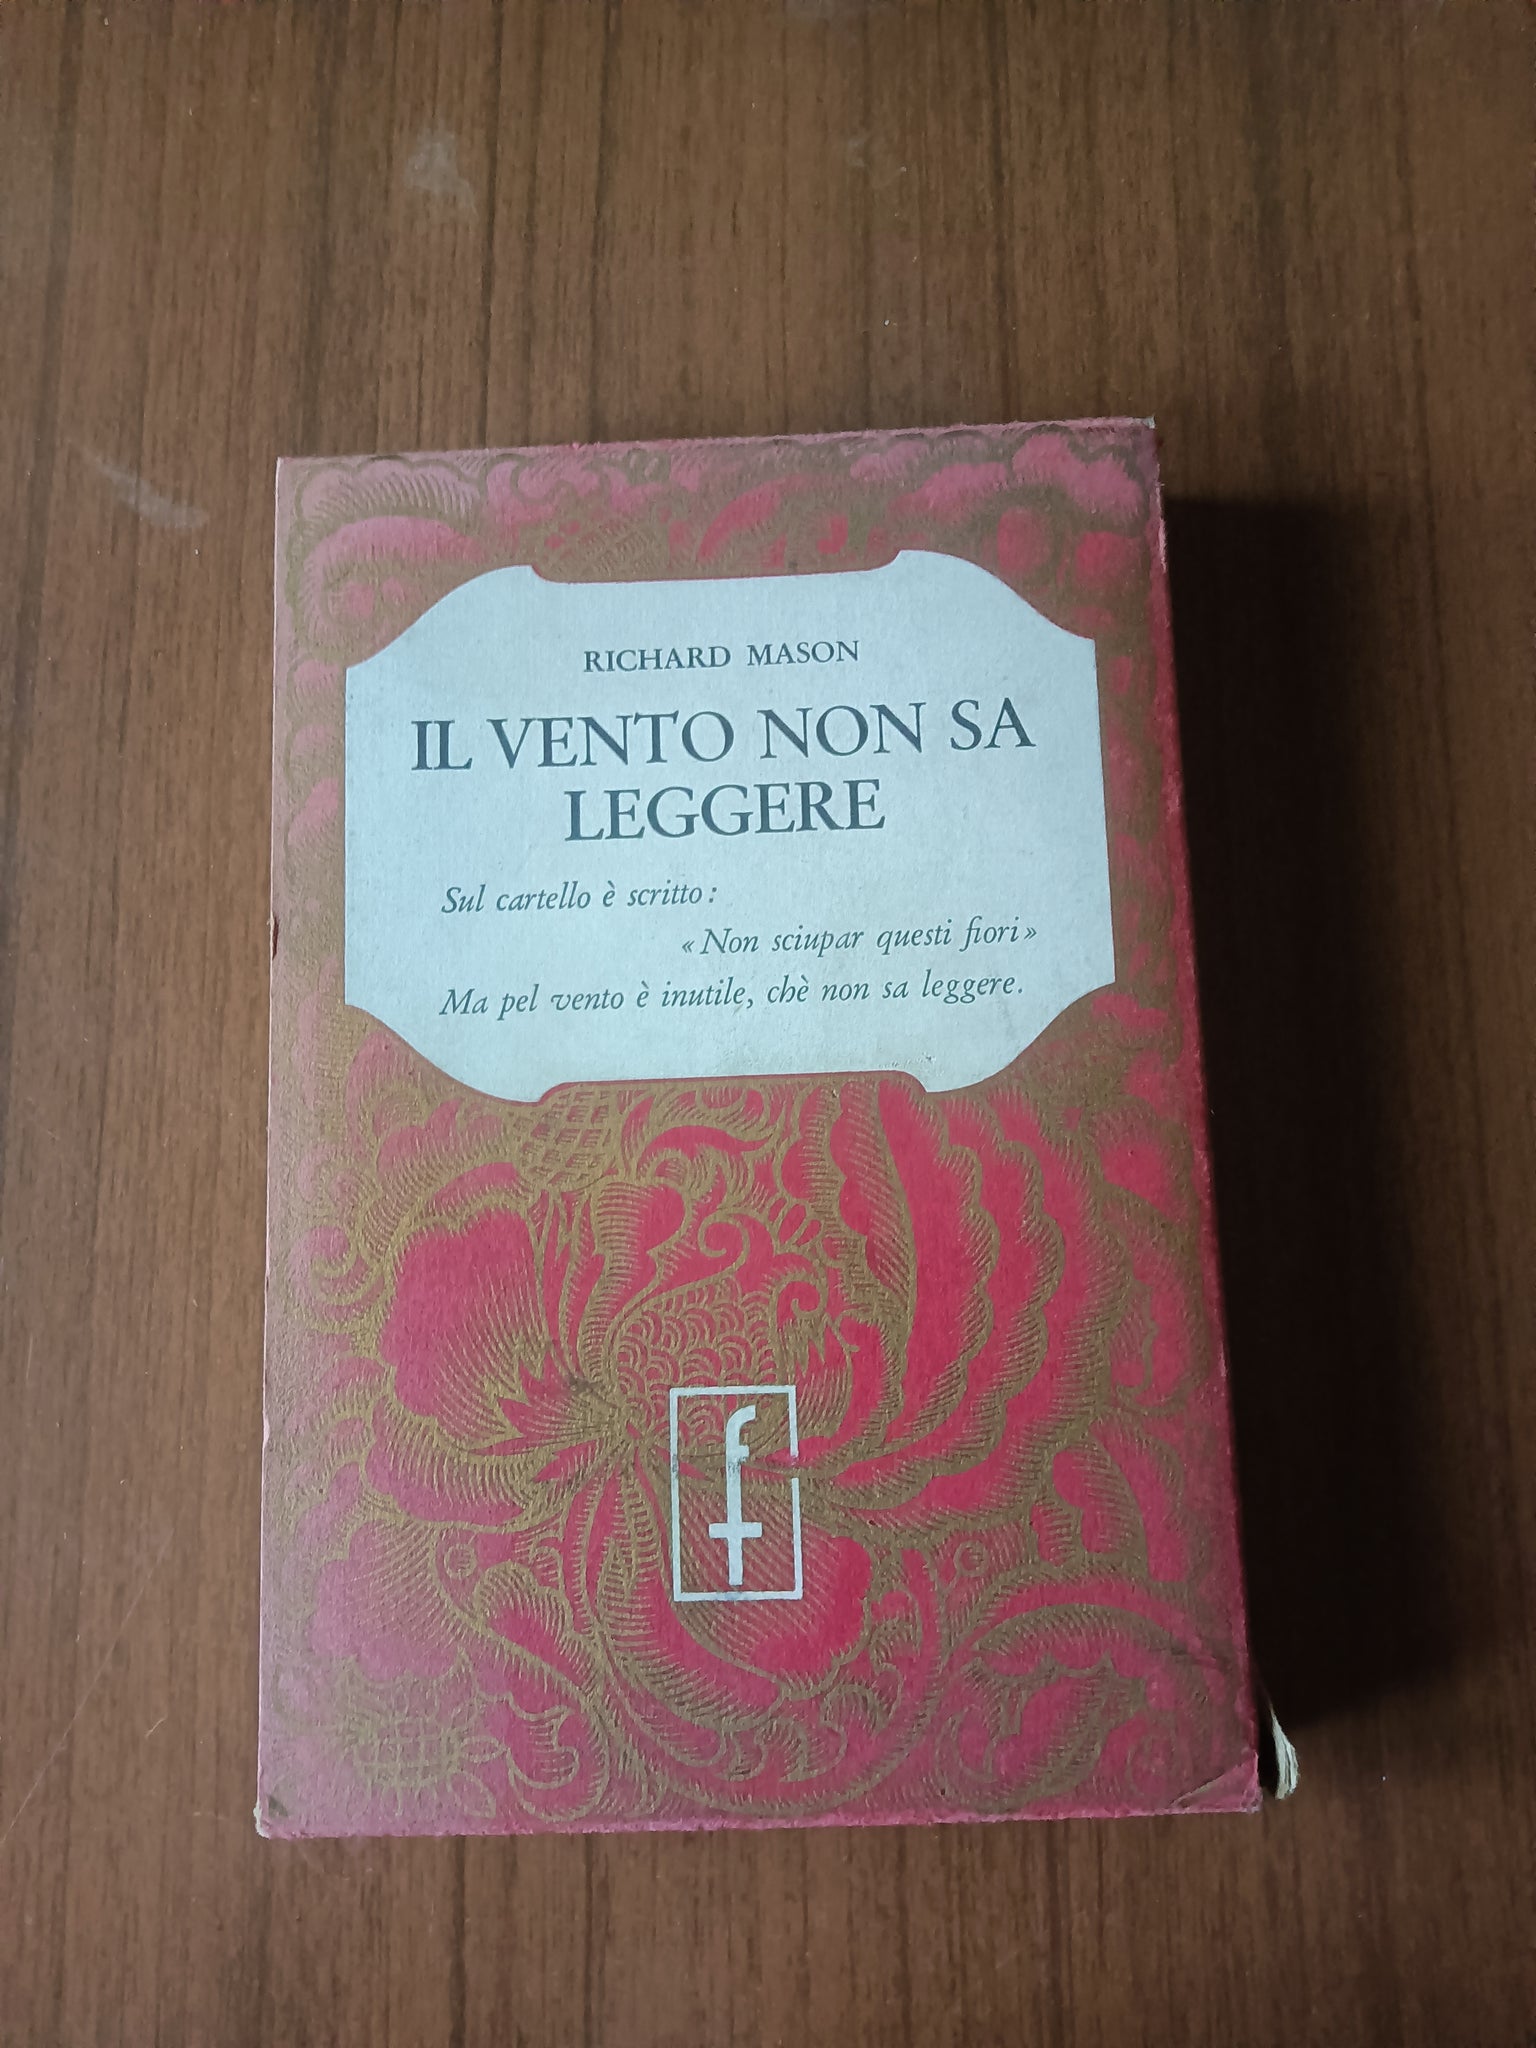 RICHARD MASON
IL VENTO NON SA
LEGGERE
Sul cartello è scritto:
« Non sciupar questi fiori »
Ma pel vento è inutile, chè non sa leggere.
f